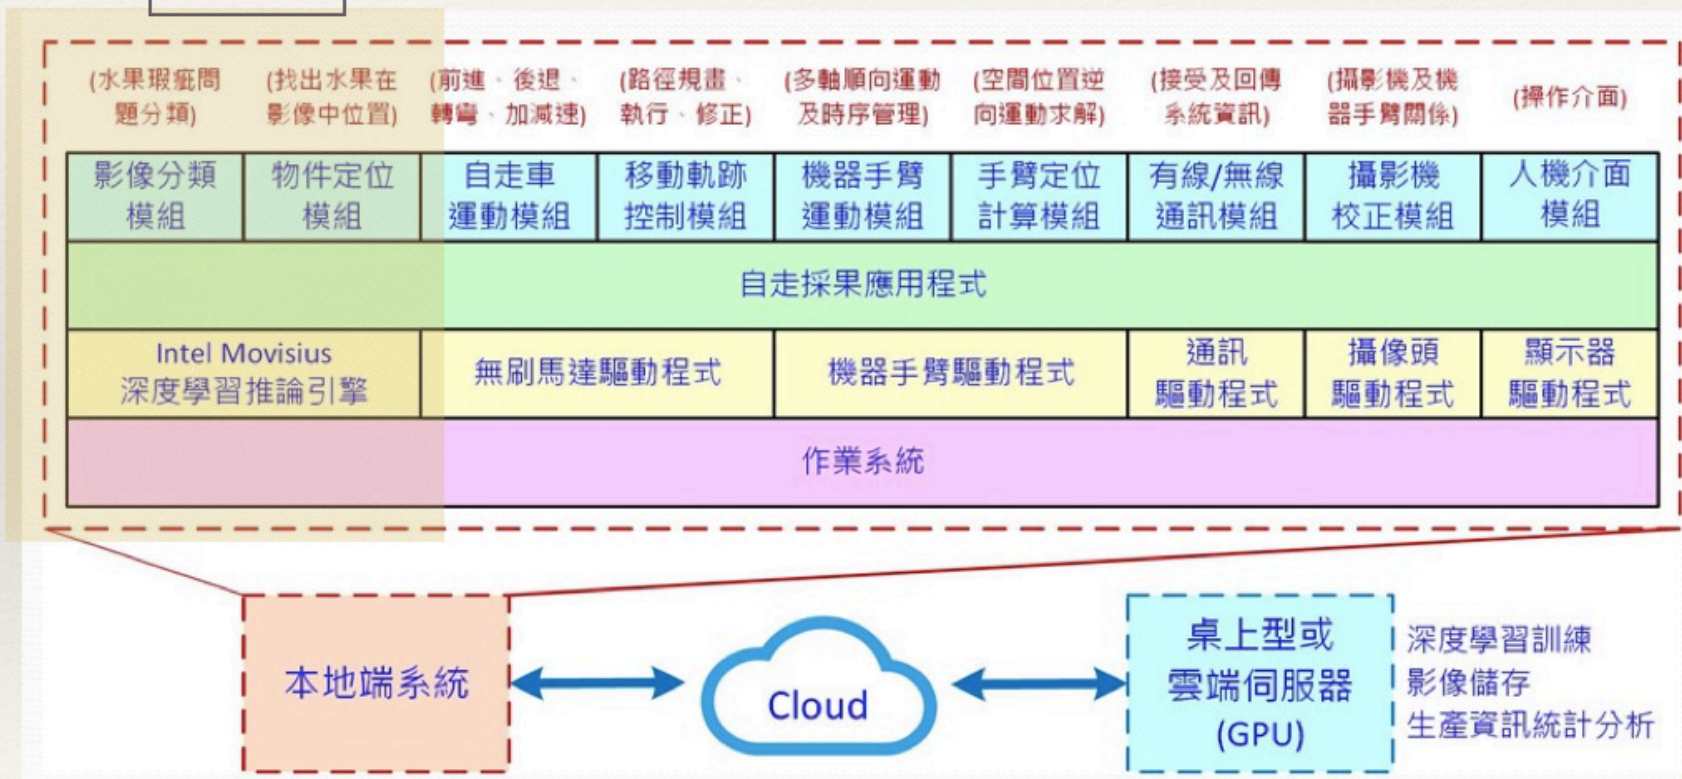 (水果瑕疵問
題分類)
(找出水果在
影像中位置)
(前進、後退、
轉彎、加減速)
(路徑規畫、
執行、修正)
(多軸順向運動
及時序管理)
(空間位置逆
向運動求解)
(接受及回傳
系統資訊)
(攝影機及機
器手臂關係)
(操作介面)
影像分類
模組
物件定位
模組
自走車
運動模組
移動軌跡
控制模組
機器手臂
運動模組
手臂定位
計算模組
有線/無線
通訊模組
攝影機
校正模組
人機介面
模組
自走採果應用程式
Intel Movisius
深度學習推論引擎
無刷馬達驅動程式
機器手臂驅動程式
通訊
驅動程式
攝像頭
驅動程式
顯示器
驅動程式
作業系統
本地端系統
Cloud
桌上型或
雲端伺服器
(GPU)
深度學習訓練
影像儲存
生產資訊統計分析